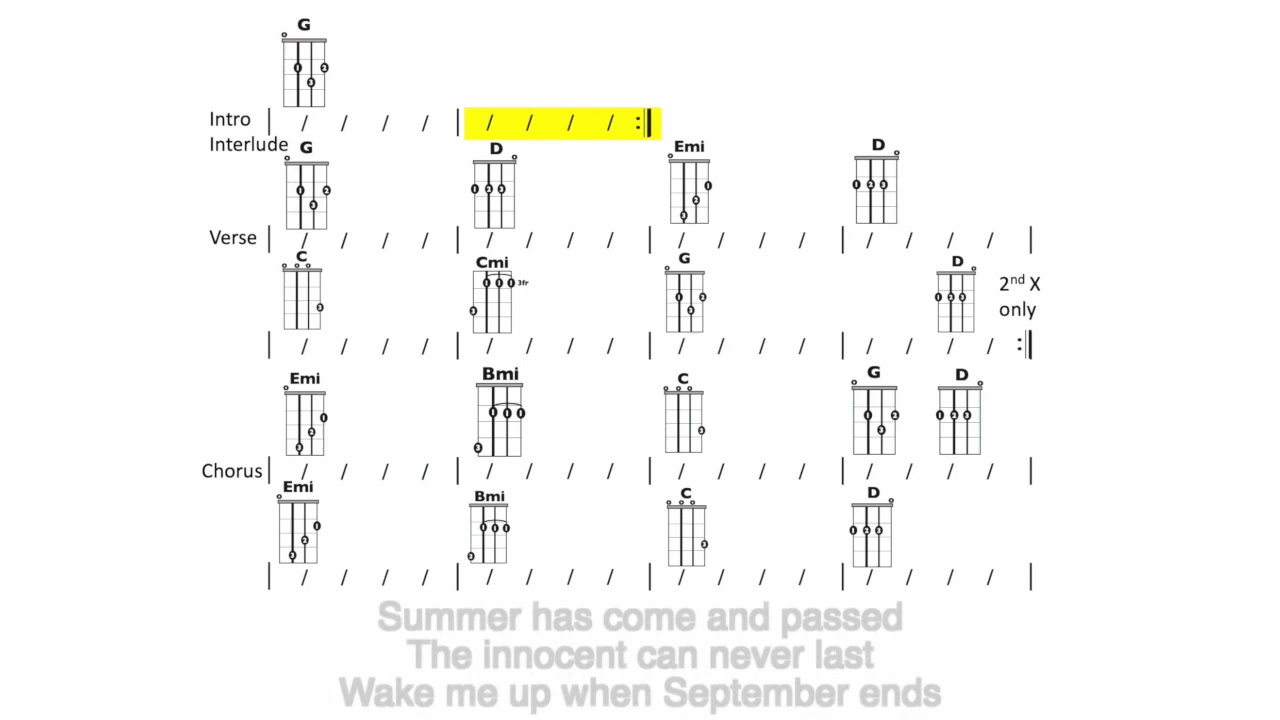 G
Intro | / / / / | / / / / :‖
Interlude
G D Emi D
Verse | / / / / | / / / / | / / / / | / / / / |
C Cmi 3fr G D 2nd X
only
| / / / / | / / / / | / / / / | / / / / :‖
Emi Bmi C G D
Chorus | / / / / | / / / / | / / / / | / / / / |
Emi Bmi C D
| / / / / | / / / / | / / / / | / / / / |
Summer has come and passed
The innocent can never last
Wake me up when September ends